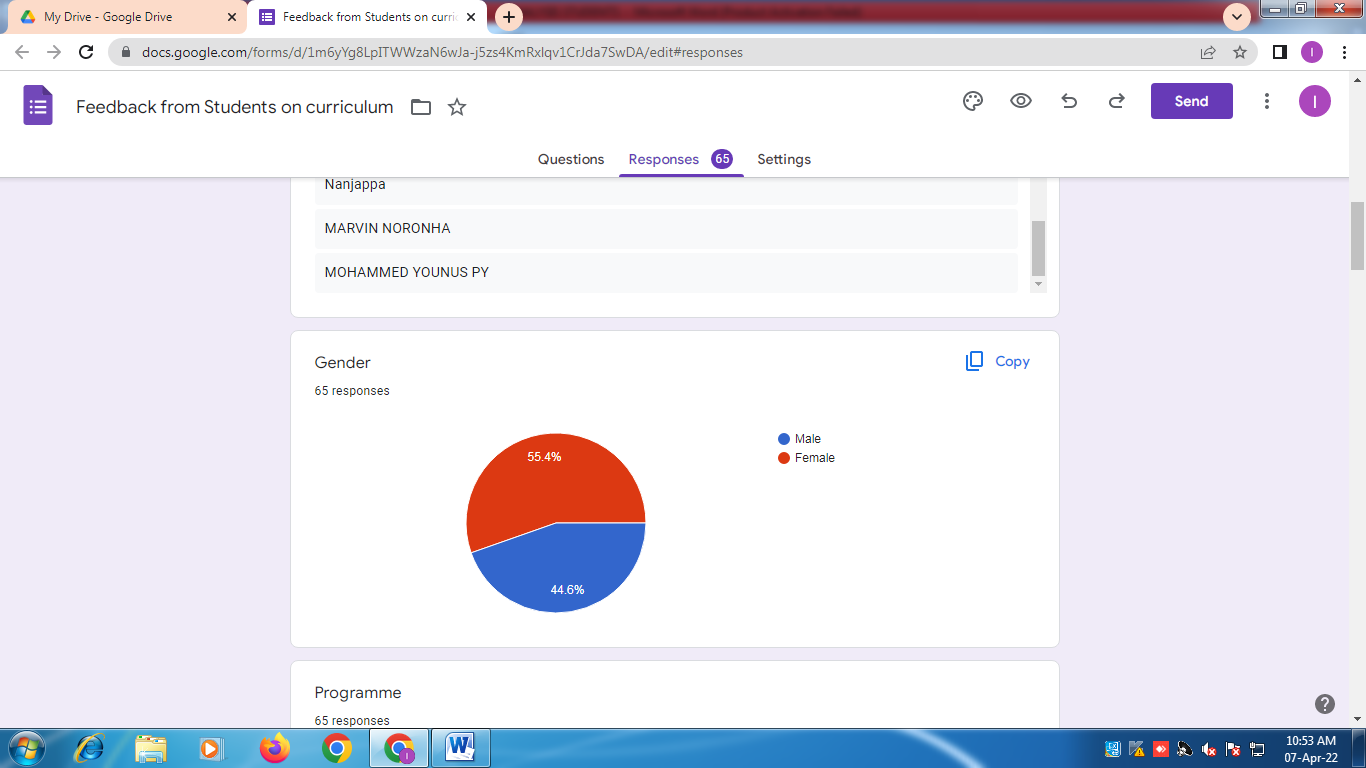 My Drive - Google Drive
Feedback from Students on curric
docs.google.com/forms/d/1m6yYg8LpITWWzaN6wJa-j5zs4KmRxlqv1CrJda7SwDA/edit#responses
I
Feedback from Students on curriculum
Send
I
Questions
Responses 65
Settings
Nanjappa
MARVIN NORONHA
MOHAMMED YOUNUS PY
Gender
Copy
65 responses
Male
Female
55.4%
44.6%
Programme
65 responses
10:53 AM
07-Apr-22